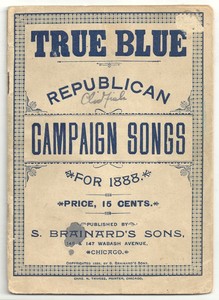 TRUE BLUE
REPUBLICAN
CAMPAIGN SONGS
FOR 1888.
PRICE, 15 CENTS.
PUBLISHED BY
S. BRAINARD'S SONS,
145 & 147 WABASH AVENUE,
CHICAGO.